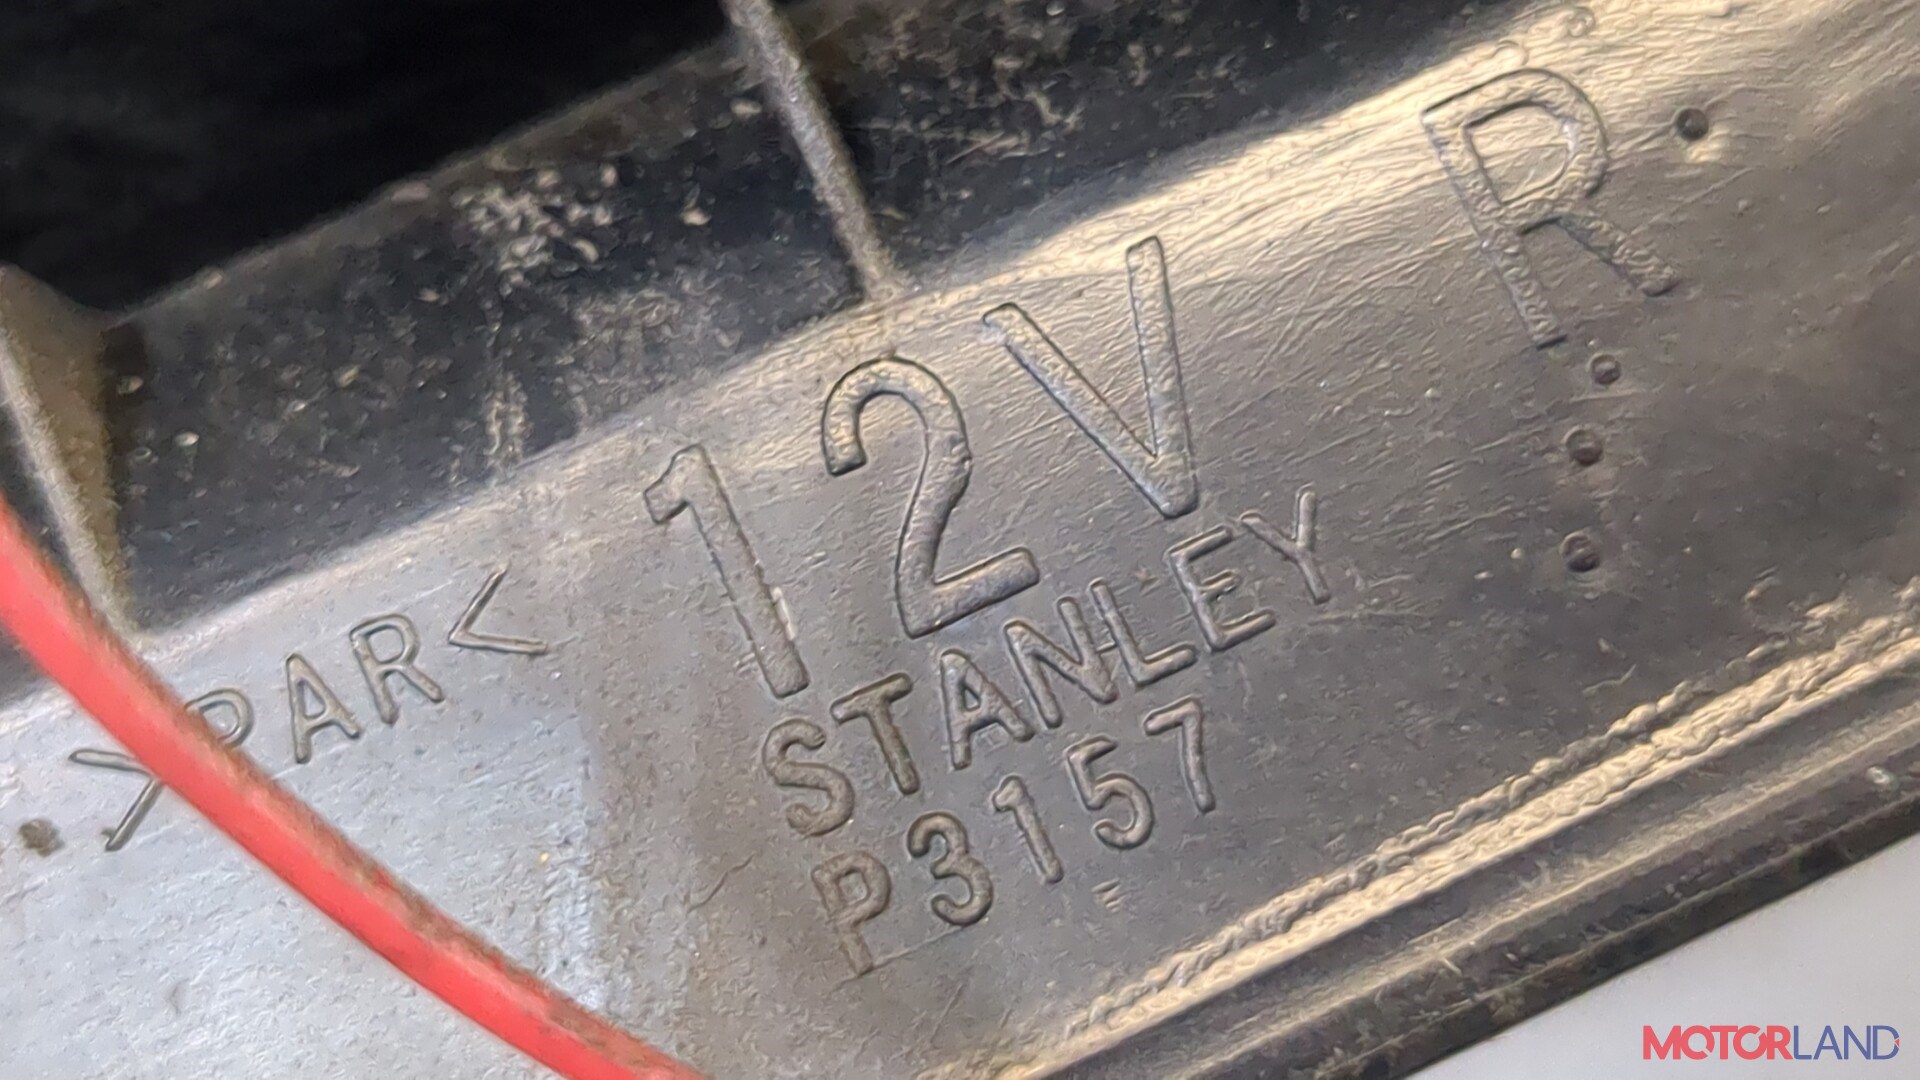 R
12V
>PAR<
STANLEY
P3157
MOTORLAND